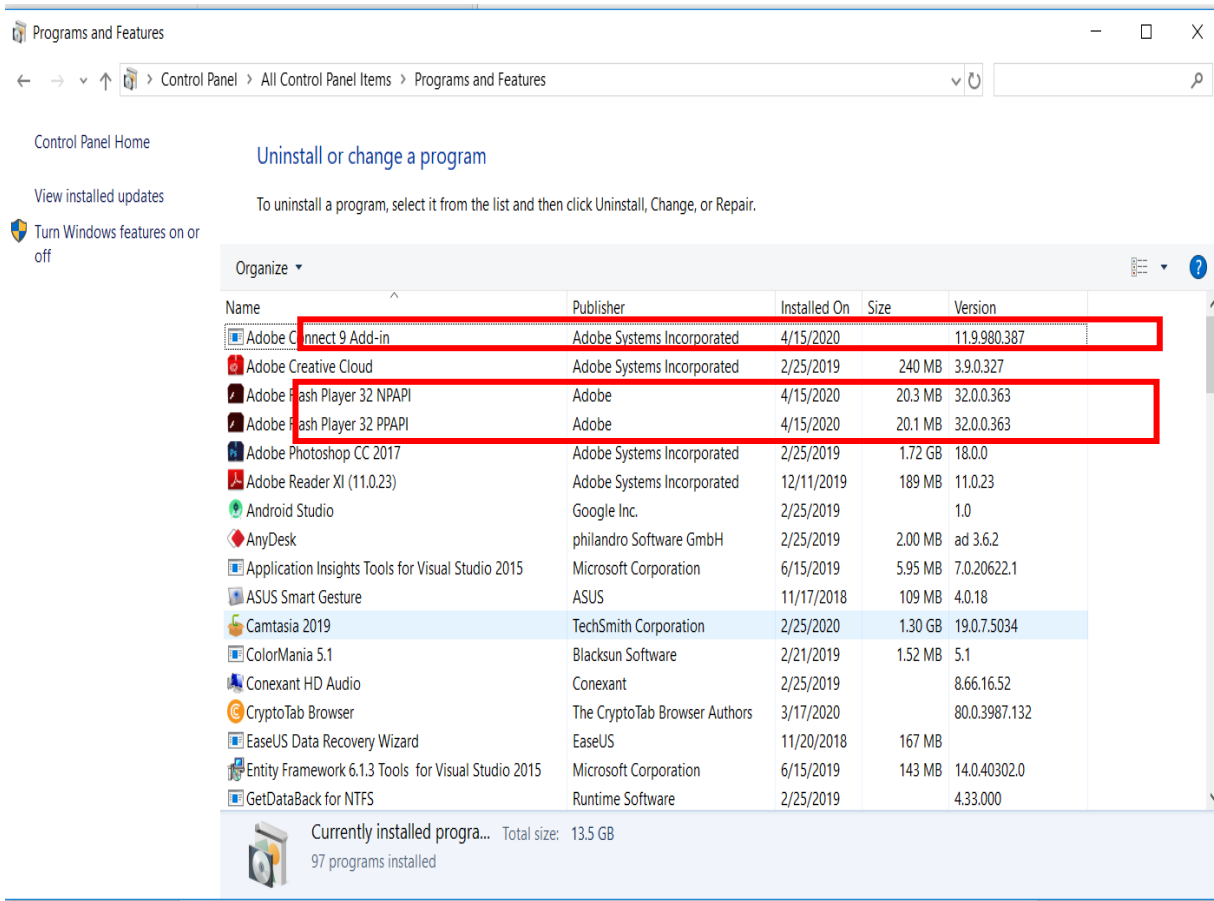 Programs and Features
Control Panel > All Control Panel Items > Programs and Features
Control Panel Home
View installed updates
Turn Windows features on or
off
Uninstall or change a program
To uninstall a program, select it from the list and then click Uninstall, Change, or Repair.
Organize
Name Publisher Installed On Size Version
Adobe Connect 9 Add-in Adobe Systems Incorporated 4/15/2020 11.9.980.387
Adobe Creative Cloud Adobe Systems Incorporated 2/25/2019 240 MB 3.9.0.327
Adobe Flash Player 32 NPAPI Adobe 4/15/2020 20.3 MB 32.0.0.363
Adobe Flash Player 32 PPAPI Adobe 4/15/2020 20.1 MB 32.0.0.363
Adobe Photoshop CC 2017 Adobe Systems Incorporated 2/25/2019 1.72 GB 18.0.0
Adobe Reader XI (11.0.23) Adobe Systems Incorporated 12/11/2019 189 MB 11.0.23
Android Studio Google Inc. 2/25/2019 1.0
AnyDesk philandro Software GmbH 2/25/2019 2.00 MB ad 3.6.2
Application Insights Tools for Visual Studio 2015 Microsoft Corporation 6/15/2019 5.95 MB 7.0.20622.1
ASUS Smart Gesture ASUS 11/17/2018 109 MB 4.0.18
Camtasia 2019 TechSmith Corporation 2/25/2020 1.30 GB 19.0.7.5034
ColorMania 5.1 Blacksun Software 2/21/2019 1.52 MB 5.1
Conexant HD Audio Conexant 2/25/2019 8.66.16.52
CryptoTab Browser The CryptoTab Browser Authors 3/17/2020 80.0.3987.132
EaseUS Data Recovery Wizard EaseUS 11/20/2018 167 MB
Entity Framework 6.1.3 Tools for Visual Studio 2015 Microsoft Corporation 6/15/2019 143 MB 14.0.40302.0
GetDataBack for NTFS Runtime Software 2/25/2019 4.33.000
Currently installed progra... Total size: 13.5 GB
97 programs installed